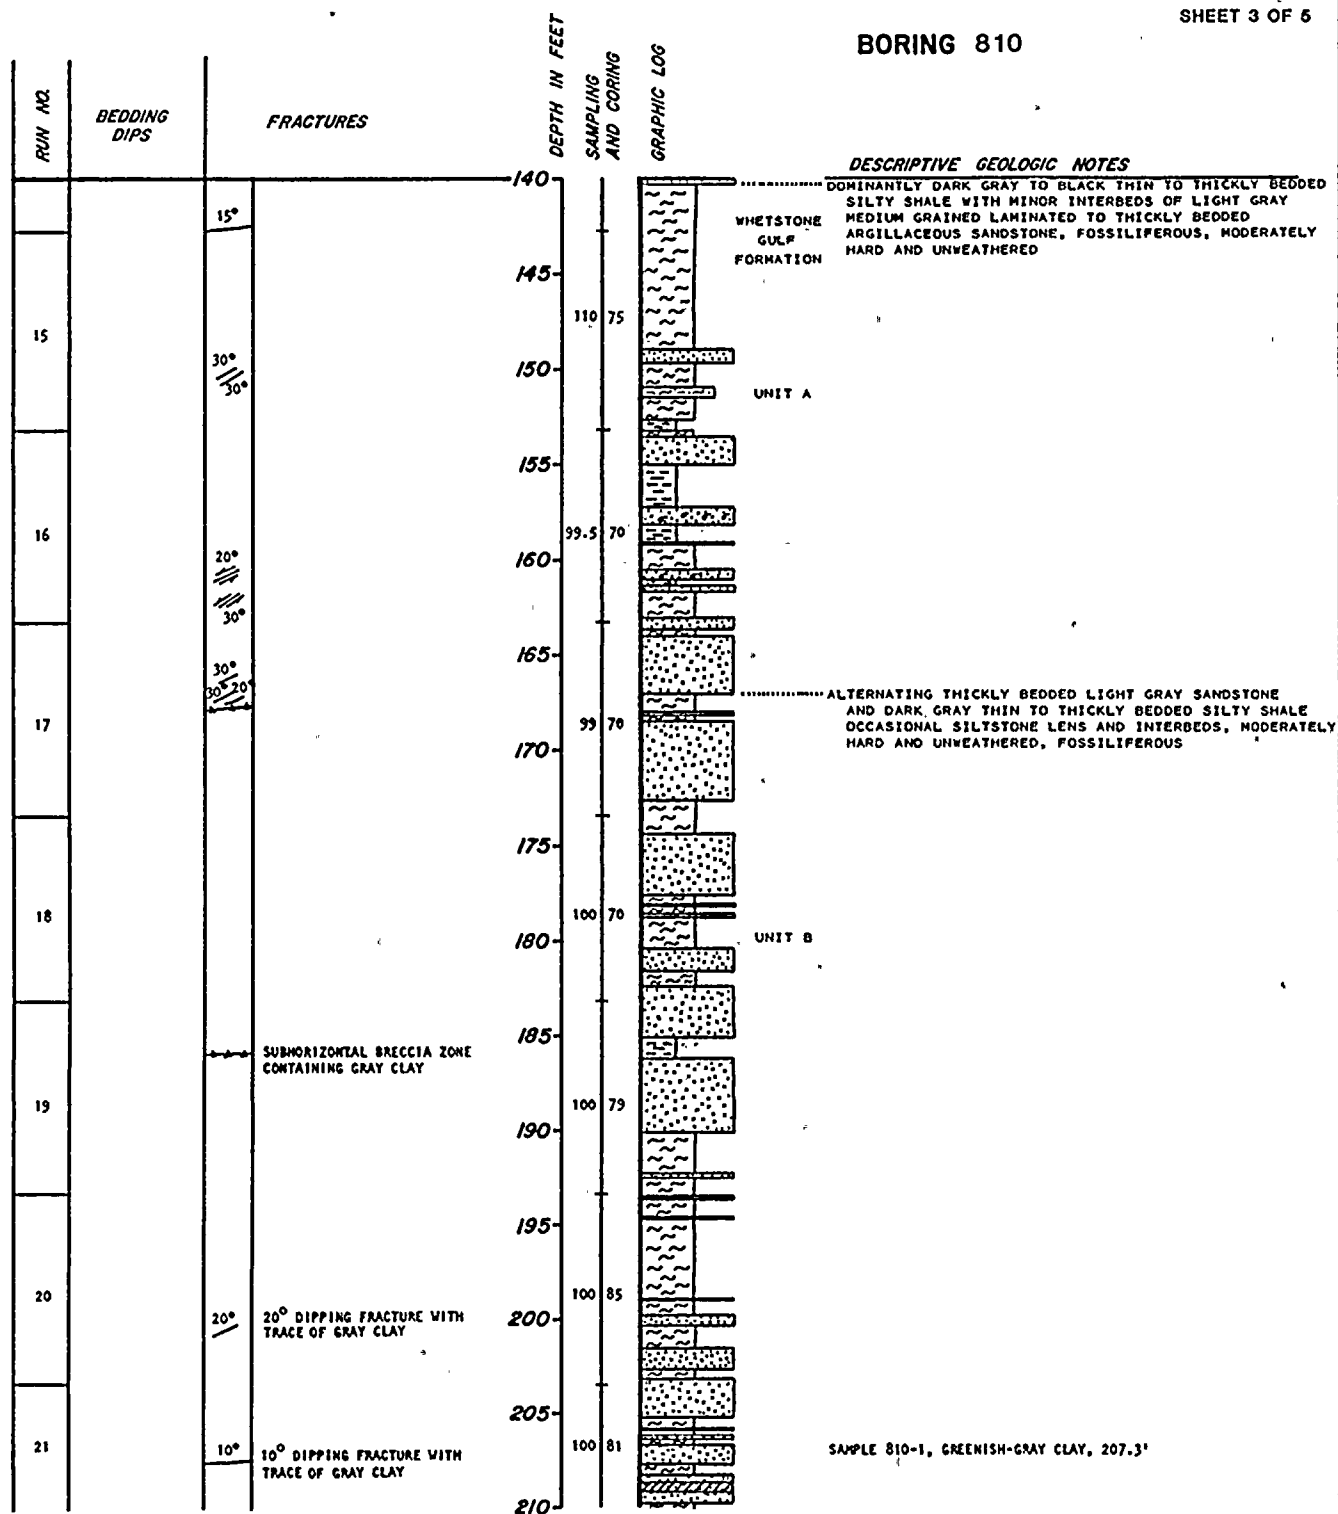 SHEET 3 OF 5
BORING 810
RUN NO.
BEDDING
DIPS
FRACTURES
DEPTH IN FEET
SAMPLING
AND CORING
GRAPHIC LOG
DESCRIPTIVE GEOLOGIC NOTES
140
DOMINANTLY DARK GRAY TO BLACK THIN TO THICKLY BEDDED
SILTY SHALE WITH MINOR INTERBEDS OF LIGHT GRAY
MEDIUM GRAINED LAMINATED TO THICKLY BEDDED
ARGILLACEOUS SANDSTONE, FOSSILIFEROUS, MODERATELY
HARD AND UNWEATHERED
WHETSTONE
GULF
FORMATION
15°
145
110 75
15
30°
30°
150
UNIT A
155
16
99.5 70
20°
160
30°
165
30°
30° 20°
ALTERNATING THICKLY BEDDED LIGHT GRAY SANDSTONE
AND DARK GRAY THIN TO THICKLY BEDDED SILTY SHALE
OCCASIONAL SILTSTONE LENS AND INTERBEDS, MODERATELY
HARD AND UNWEATHERED, FOSSILIFEROUS
17
99 70
170
175
18
100 70
180
UNIT B
185
SUBHORIZONTAL BRECCIA ZONE
CONTAINING GRAY CLAY
19
100 79
190
195
20
100 85
200
20°
20° DIPPING FRACTURE WITH
TRACE OF GRAY CLAY
205
21
10°
10° DIPPING FRACTURE WITH
TRACE OF GRAY CLAY
100 81
SAMPLE 810-1, GREENISH-GRAY CLAY, 207.3'
210